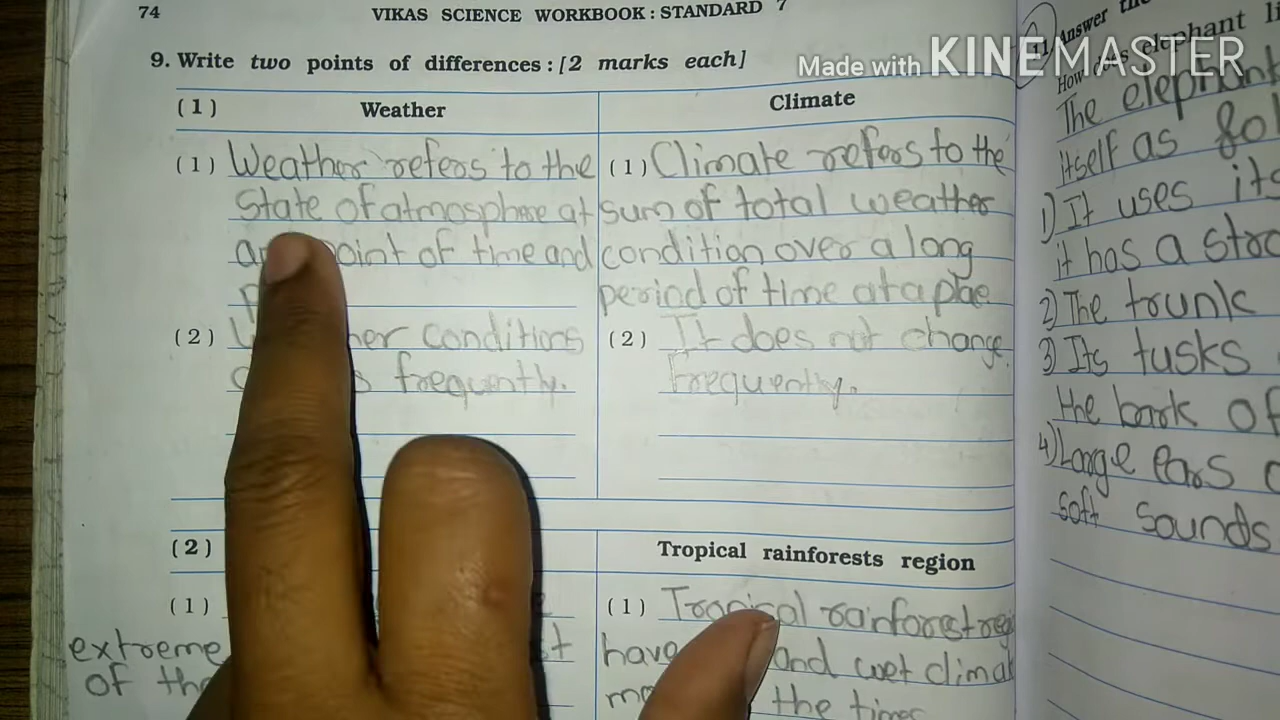 74 VIKAS SCIENCE WORKBOOK : STANDARD 7
Made with KINEMASTER
9. Write two points of differences : [2 marks each]
(1) Weather
(1) Weather refers to the
State of atmosphere at
point of time and
(2) conditions
frequently.
Climate
(1) Climate refers to the
sum of total weather
condition over a long
period of time at a place
(2) It does not change
frequently.
(2)
(1)
extreme
of the
Tropical rainforests region
(1) Tropical rainforest
have and wet
the times
Answer the
How does elephant
The elephant
itself as
1) It uses its
it has a
2) The trunk
3) Its tusks
the bark of
4) Large ears
soft sounds